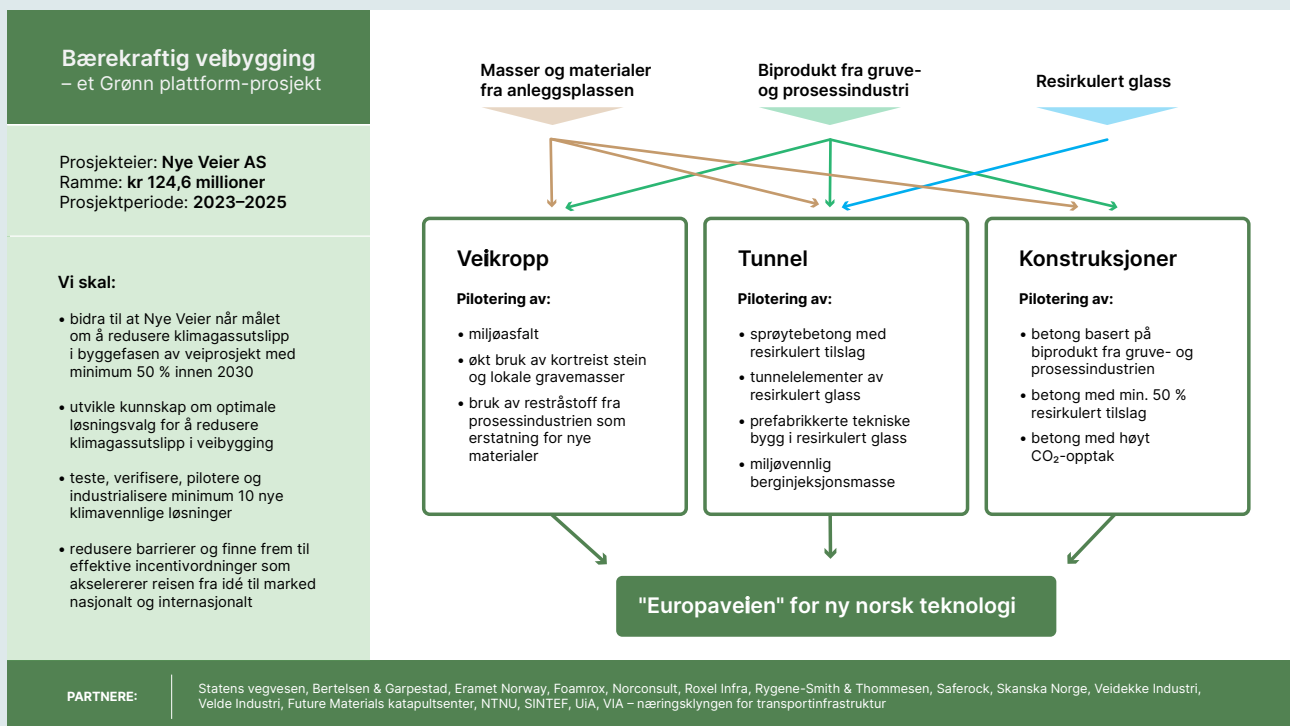 Bærekraftig veibygging
– et Grønn plattform-prosjekt
Prosjekteier: Nye Veier AS
Ramme: kr 124,6 millioner
Prosjektperiode: 2023–2025
Vi skal:
• bidra til at Nye Veier når målet
om å redusere klimagassutslipp
i byggefasen av veiprosjekt med
minimum 50 % innen 2030
• utvikle kunnskap om optimale
løsningsvalg for å redusere
klimagassutslipp i veibygging
• teste, verifisere, pilotere og
industrialisere minimum 10 nye
klimavennlige løsninger
• redusere barrierer og finne frem til
effektive incentivordninger som
akselererer reisen fra idé til marked
nasjonalt og internasjonalt
Masser og materialer
fra anleggsplassen
Biprodukt fra gruve-
og prosessindustri
Resirkulert glass
Veikropp
Pilotering av:
• miljøasfalt
• økt bruk av kortreist stein
og lokale gravemasser
• bruk av restråstoff fra
prosessindustrien som
erstatning for nye
materialer
Tunnel
Pilotering av:
• sprøytebetong med
resirkulert tilslag
• tunnelelementer av
resirkulert glass
• prefabrikkerte tekniske
bygg i resirkulert glass
• miljøvennlig
berginjeksjonsmasse
Konstruksjoner
Pilotering av:
• betong basert på
biprodukt fra gruve- og
prosessindustrien
• betong med min. 50 %
resirkulert tilslag
• betong med høyt
CO₂-opptak
"Europaveien" for ny norsk teknologi
PARTNERE:
Statens vegvesen, Bertelsen & Garpestad, Eramet Norway, Foamrox, Norconsult, Roxel Infra, Rygene-Smith & Thommesen, Saferock, Skanska Norge, Veidekke Industri,
Velde Industri, Future Materials katapultsenter, NTNU, SINTEF, UiA, VIA – næringsklyngen for transportinfrastruktur